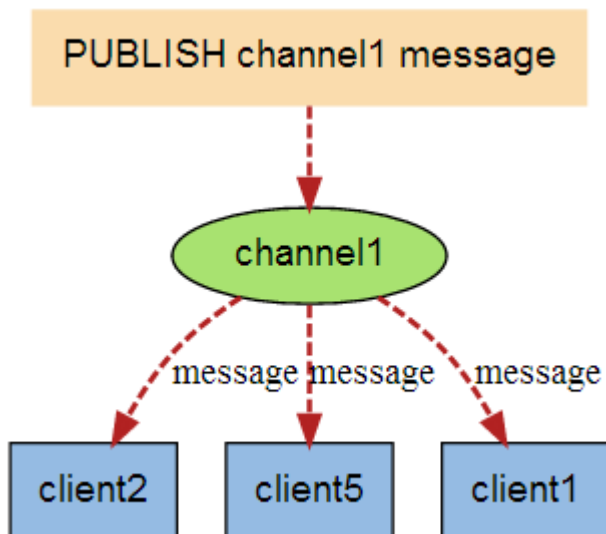 PUBLISH channel1 message
channel1
message message message
client2 client5 client1